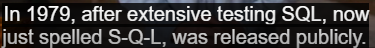 In 1979, after extensive testing SQL, now
just spelled S-Q-L, was released publicly.